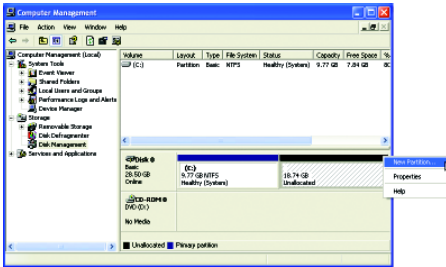 Computer Management
File Action View Window Help
Computer Management (Local)
System Tools
Event Viewer
Shared Folders
Local Users and Groups
Performance Logs and Alerts
Device Manager
Storage
Removable Storage
Disk Defragmenter
Disk Management
Services and Applications
Volume Layout Type File System Status Capacity Free Space %
(C:) Partition Basic NTFS Healthy (System) 9.77 GB 7.84 GB 80
Disk 0
Basic
28.50 GB
Online
(C:)
9.77 GB NTFS
Healthy (System)
18.74 GB
Unallocated
CD-ROM 0
DVD (D:)
No Media
Unallocated Primary partition
New Partition...
Properties
Help